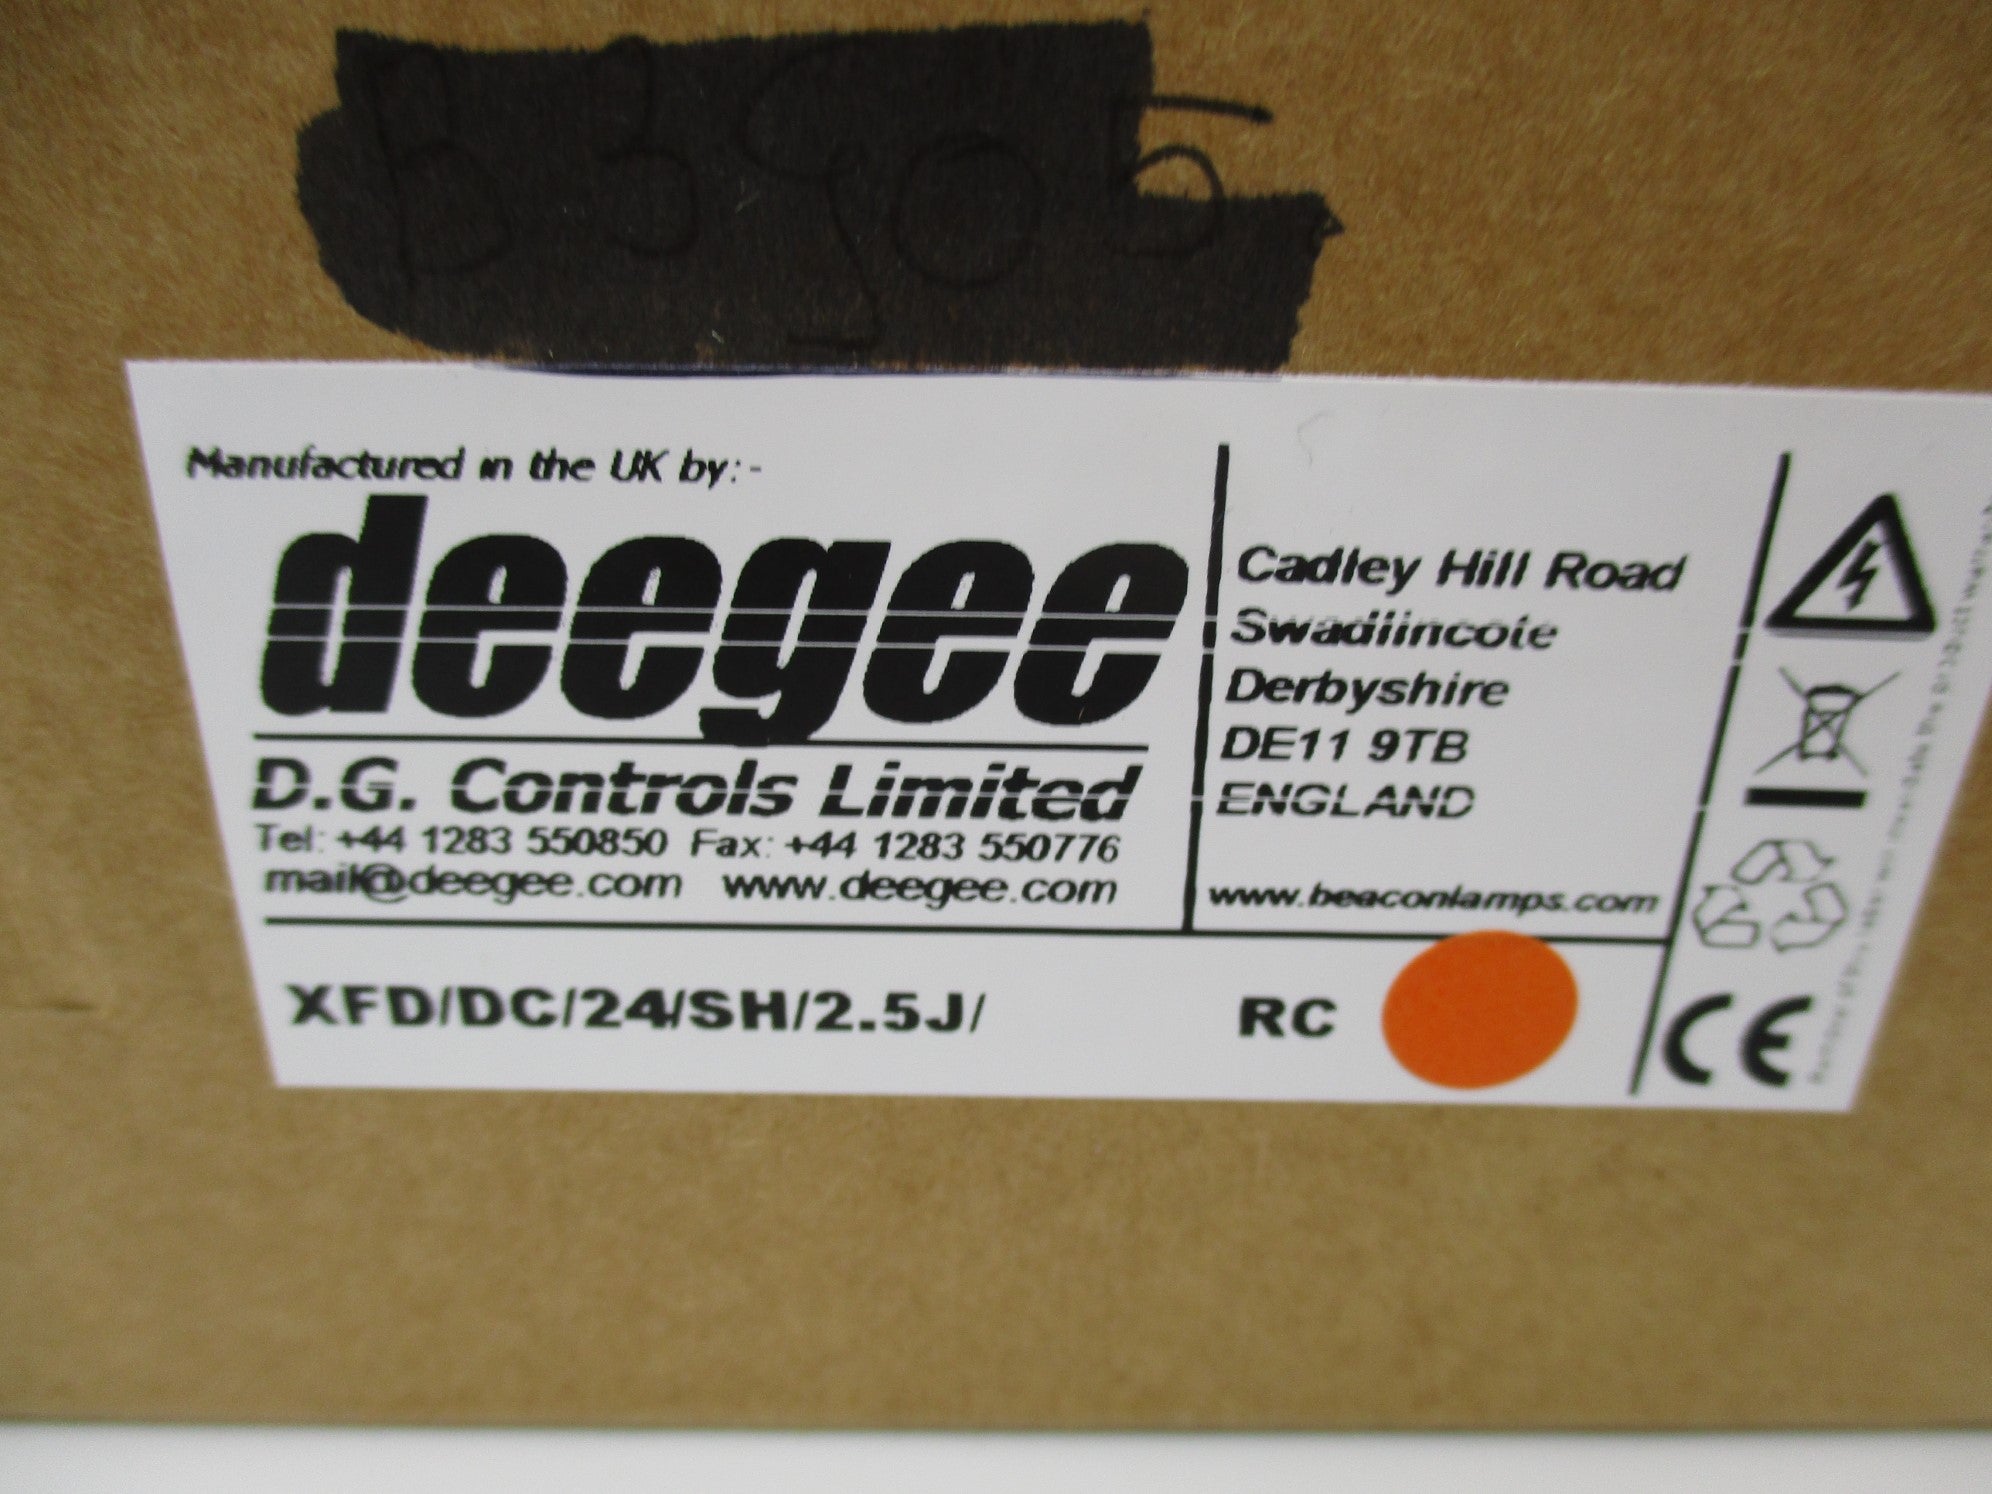 Manufactured in the UK by:-
deegee
D.G. Controls Limited
Tel: +44 1283 550850 Fax: +44 1283 550776
mail@deegee.com www.deegee.com
Cadley Hill Road
Swadlincote
Derbyshire
DE11 9TB
ENGLAND
www.beaconlamps.com
XFD/DC/24/SH/2.5J/ RC
CE